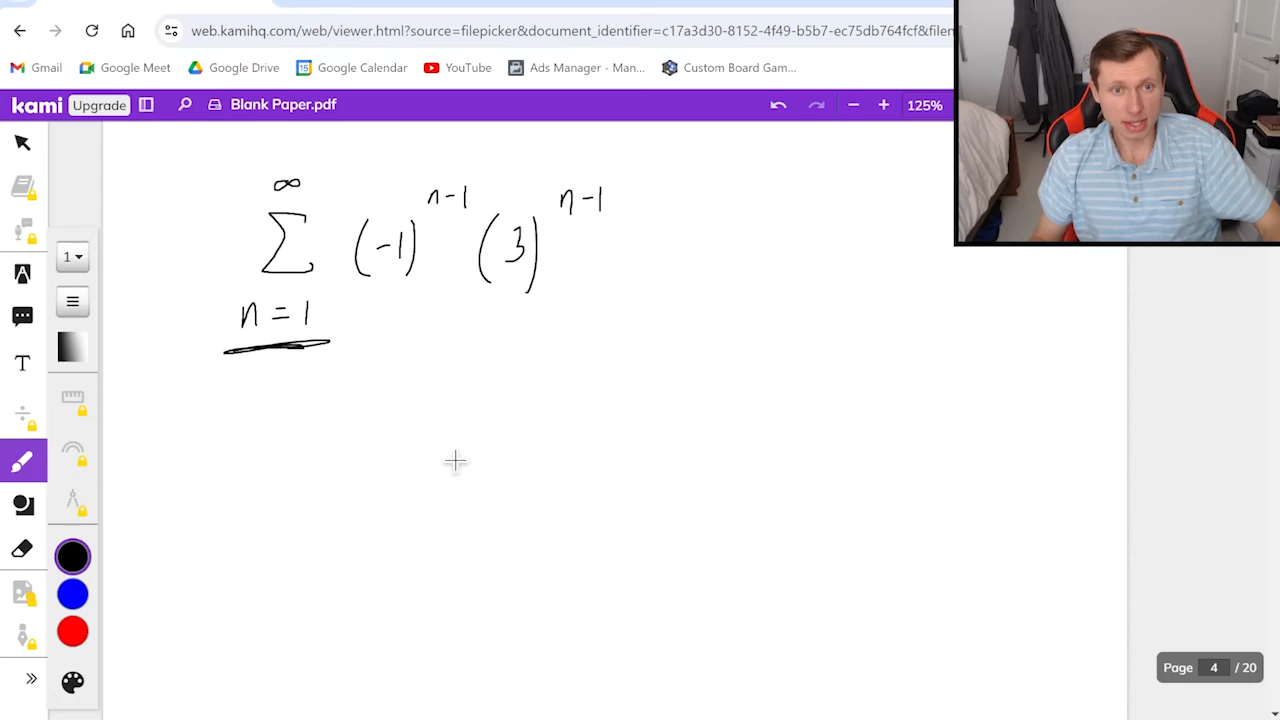 web.kamihq.com/web/viewer.html?source=filepicker&document_identifier=c17a3d30-8152-4f49-b5b7-ec75db764fcf&filen
Gmail Google Meet Google Drive 15 Google Calendar YouTube Ads Manager - Man... Custom Board Gam...
kami Upgrade Blank Paper.pdf 125%
∞
n-1 n-1
Σ (-1) (3)
n = 1
1
T
Page 4 / 20